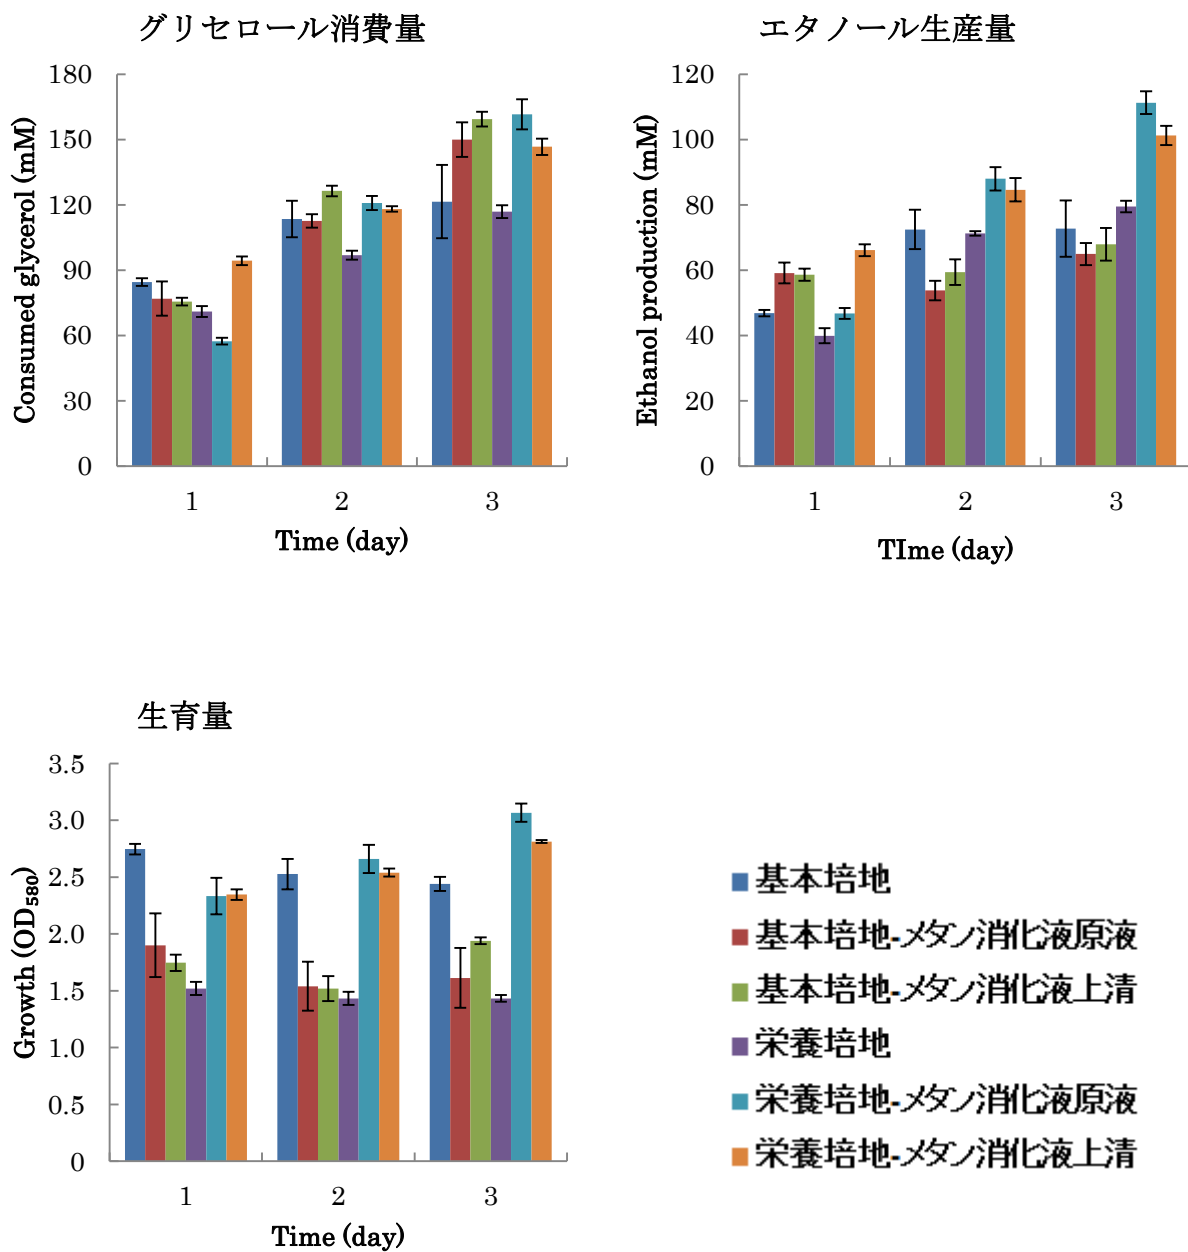 グリセロール消費量
180
150
120
90
60
30
0
Consumed glycerol (mM)
1 2 3
Time (day)
エタノール生産量
120
100
80
60
40
20
0
Ethanol production (mM)
1 2 3
TIme (day)
生育量
3.5
3.0
2.5
2.0
1.5
1.0
0.5
0
Growth (OD₅₈₀)
1 2 3
Time (day)
基本培地
基本培地-メタン消化液原液
基本培地-メタン消化液上清
栄養培地
栄養培地-メタン消化液原液
栄養培地-メタン消化液上清